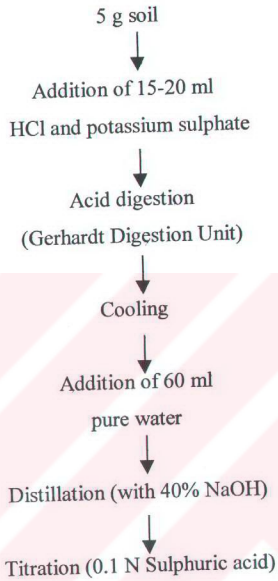 5 g soil
Addition of 15-20 ml
HCl and potassium sulphate
Acid digestion
(Gerhardt Digestion Unit)
Cooling
Addition of 60 ml
pure water
Distillation (with 40% NaOH)
Titration (0.1 N Sulphuric acid)